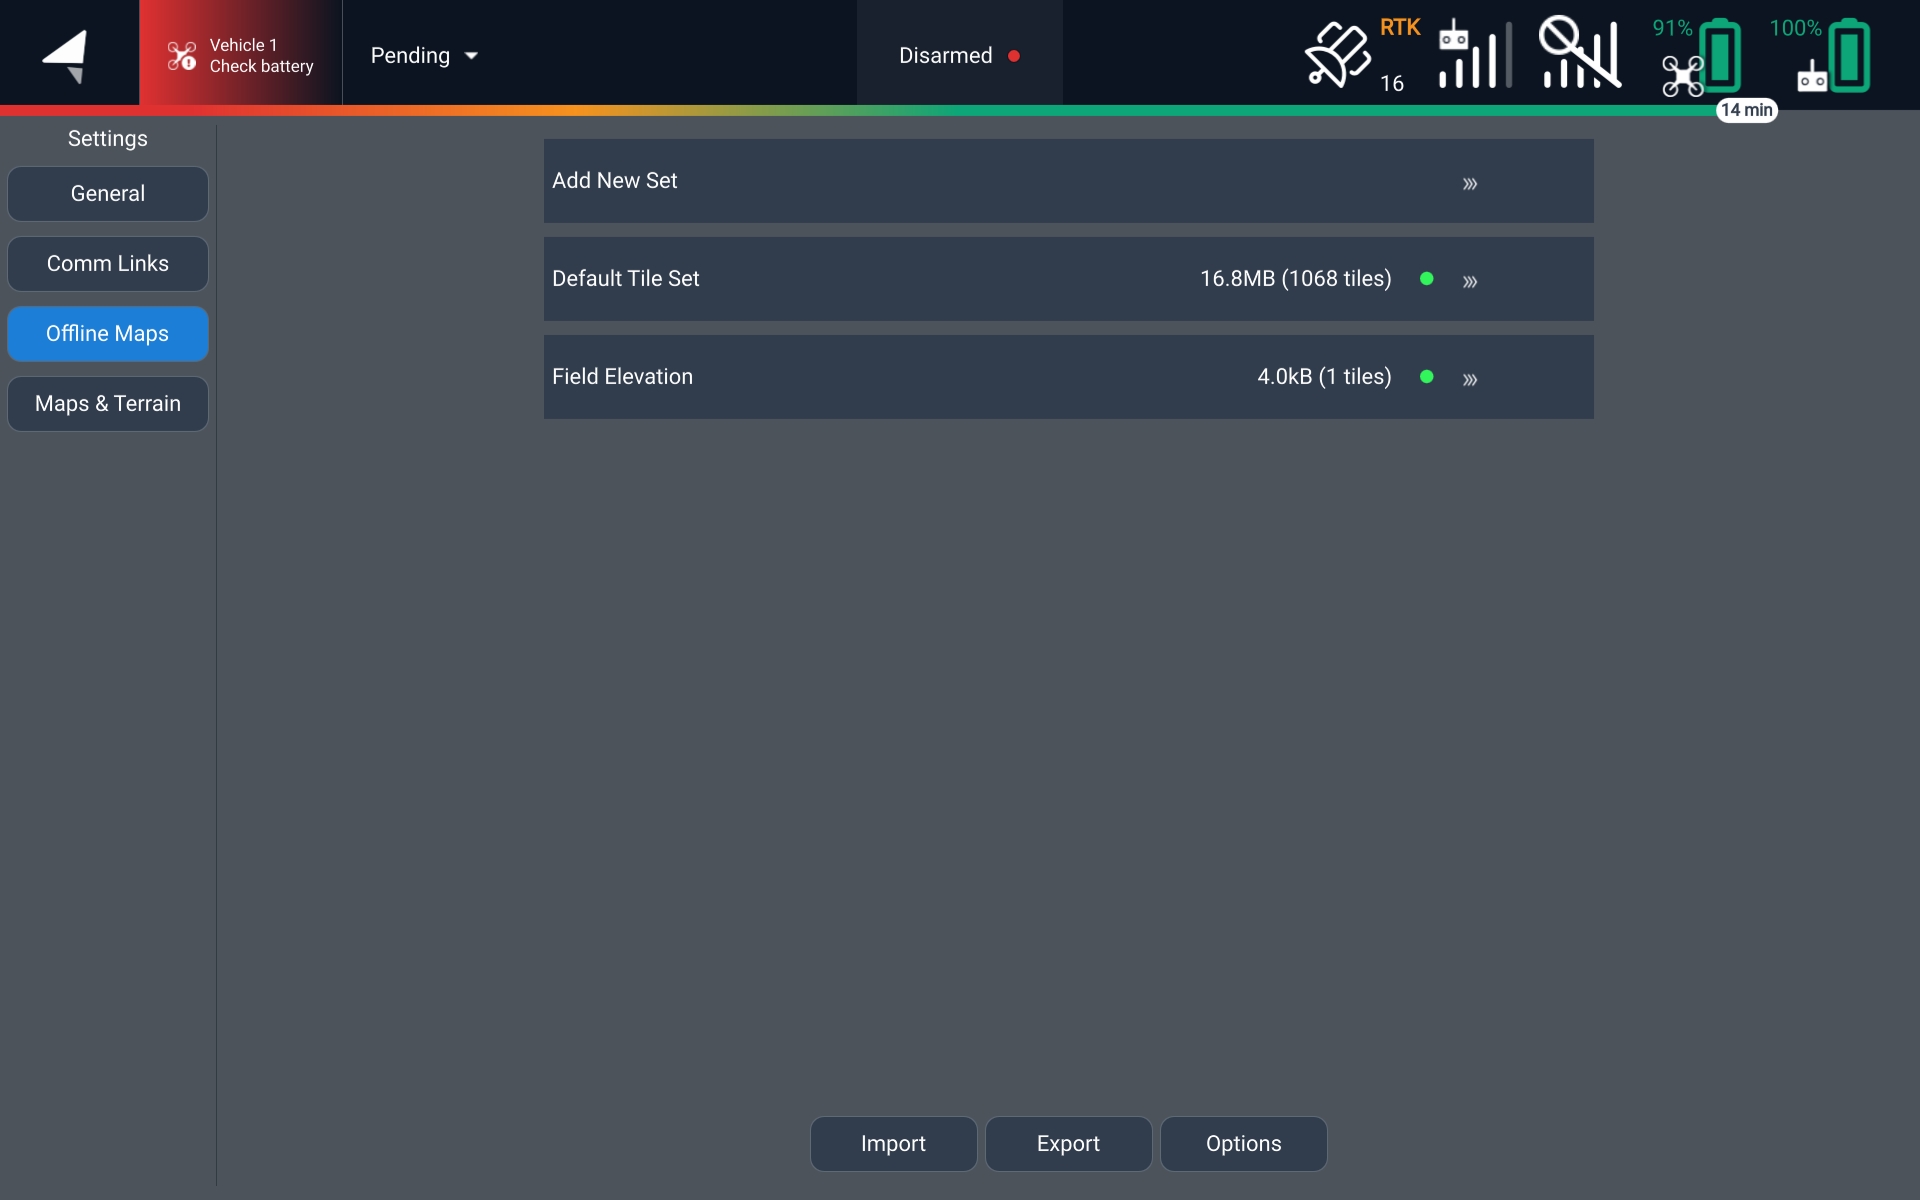 Vehicle 1
Check battery
Pending
Disarmed
RTK
16
91%
100%
14 min
Settings
General
Comm Links
Offline Maps
Maps & Terrain
Add New Set
Default Tile Set 16.8MB (1068 tiles)
Field Elevation 4.0kB (1 tiles)
Import Export Options